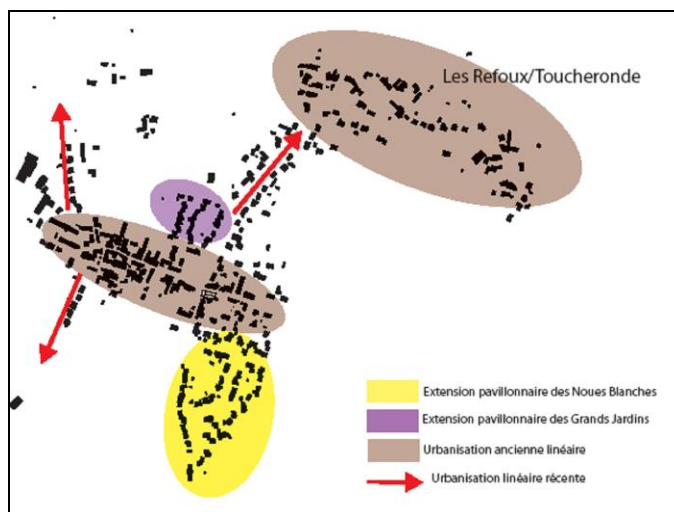 Les Refoux/Toucheronde
Extension pavillonnaire des Noues Blanches
Extension pavillonnaire des Grands Jardins
Urbanisation ancienne linéaire
Urbanisation linéaire récente